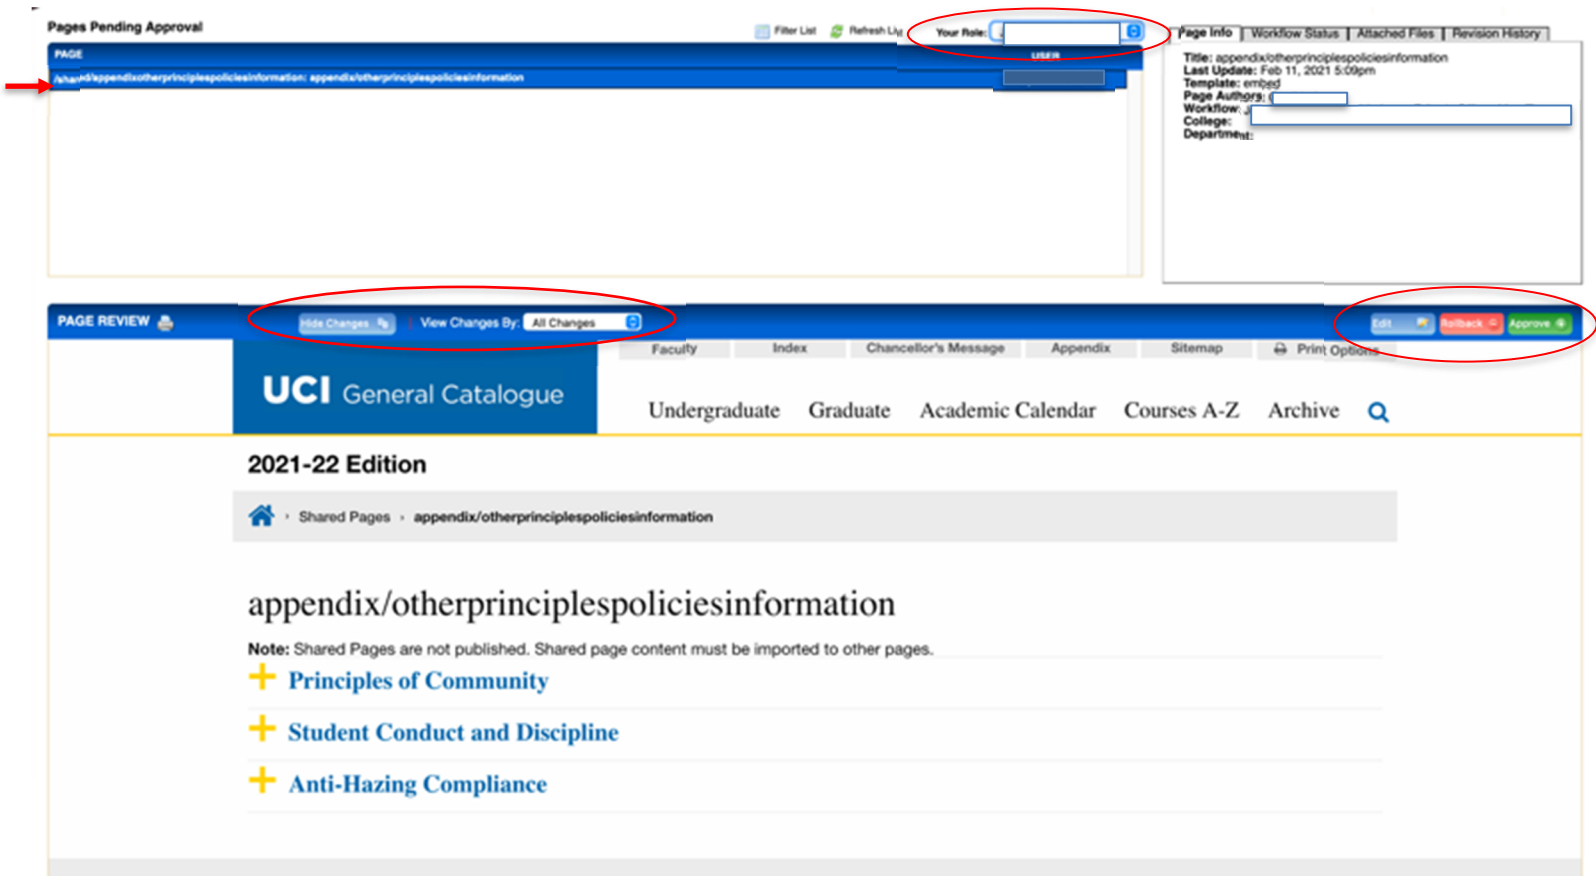 Pages Pending Approval
Filter List Refresh Your Role:
PAGE USER
d/appendixotherprinciplespoliciesinformation: appendix/otherprinciplespoliciesinformation
Page Info Workflow Status Attached Files Revision History
Title: appendix/otherprinciplespoliciesinformation
Last Update: Feb 11, 2021 5:09pm
Template: embed
Page Authors:
Workflow:
College:
Department:
PAGE REVIEW Hide Changes View Changes By: All Changes Edit Rollback Approve
Faculty Index Chancellor's Message Appendix Sitemap Print Options
UCI General Catalogue
Undergraduate Graduate Academic Calendar Courses A-Z Archive
2021-22 Edition
› Shared Pages › appendix/otherprinciplespoliciesinformation
appendix/otherprinciplespoliciesinformation
Note: Shared Pages are not published. Shared page content must be imported to other pages.
Principles of Community
Student Conduct and Discipline
Anti-Hazing Compliance